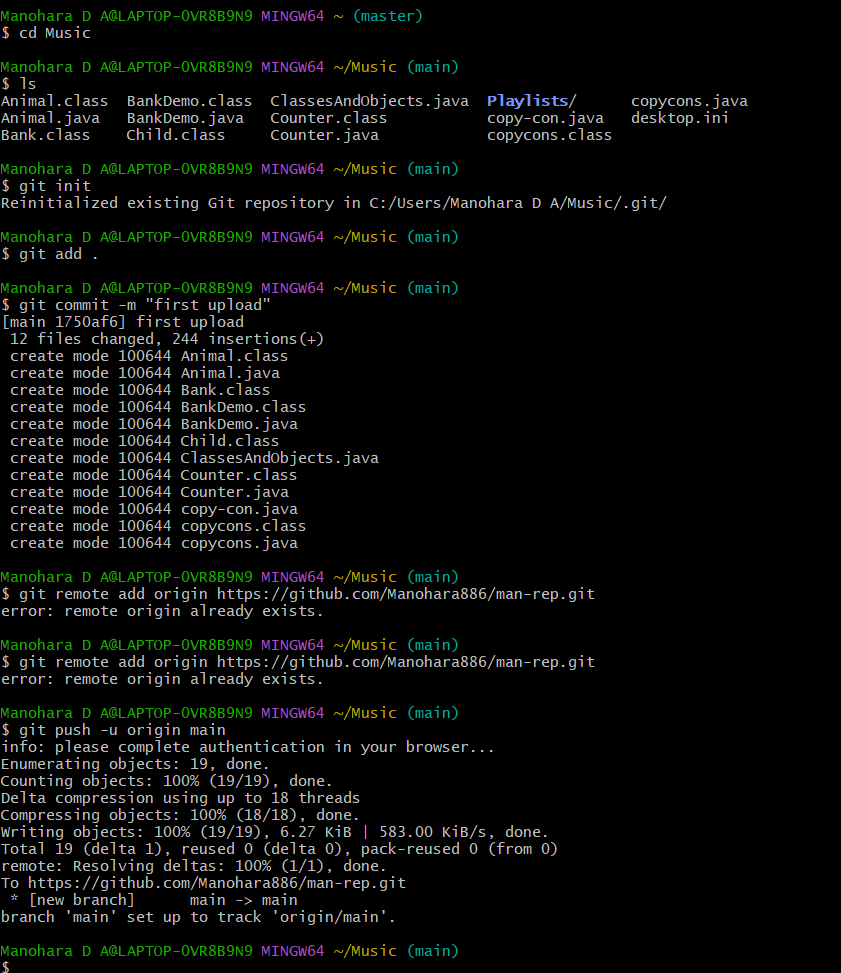 Manohara D A@LAPTOP-OVR8B9N9 MINGW64 ~ (master)
$ cd Music
Manohara D A@LAPTOP-OVR8B9N9 MINGW64 ~/Music (main)
$ ls
Animal.class  BankDemo.class  ClassesAndObjects.java  Playlists/      copycons.java
Animal.java   BankDemo.java   Counter.class           copy-con.java   desktop.ini
Bank.class    Child.class     Counter.java            copycons.class
Manohara D A@LAPTOP-OVR8B9N9 MINGW64 ~/Music (main)
$ git init
Reinitialized existing Git repository in C:/Users/Manohara D A/Music/.git/
Manohara D A@LAPTOP-OVR8B9N9 MINGW64 ~/Music (main)
$ git add .
Manohara D A@LAPTOP-OVR8B9N9 MINGW64 ~/Music (main)
$ git commit -m "first upload"
[main 1750af6] first upload
 12 files changed, 244 insertions(+)
 create mode 100644 Animal.class
 create mode 100644 Animal.java
 create mode 100644 Bank.class
 create mode 100644 BankDemo.class
 create mode 100644 BankDemo.java
 create mode 100644 Child.class
 create mode 100644 ClassesAndObjects.java
 create mode 100644 Counter.class
 create mode 100644 Counter.java
 create mode 100644 copy-con.java
 create mode 100644 copycons.class
 create mode 100644 copycons.java
Manohara D A@LAPTOP-OVR8B9N9 MINGW64 ~/Music (main)
$ git remote add origin https://github.com/Manohara886/man-rep.git
error: remote origin already exists.
Manohara D A@LAPTOP-OVR8B9N9 MINGW64 ~/Music (main)
$ git remote add origin https://github.com/Manohara886/man-rep.git
error: remote origin already exists.
Manohara D A@LAPTOP-OVR8B9N9 MINGW64 ~/Music (main)
$ git push -u origin main
info: please complete authentication in your browser...
Enumerating objects: 19, done.
Counting objects: 100% (19/19), done.
Delta compression using up to 18 threads
Compressing objects: 100% (18/18), done.
Writing objects: 100% (19/19), 6.27 KiB | 583.00 KiB/s, done.
Total 19 (delta 1), reused 0 (delta 0), pack-reused 0 (from 0)
remote: Resolving deltas: 100% (1/1), done.
To https://github.com/Manohara886/man-rep.git
 * [new branch]      main -> main
branch 'main' set up to track 'origin/main'.
Manohara D A@LAPTOP-OVR8B9N9 MINGW64 ~/Music (main)
$